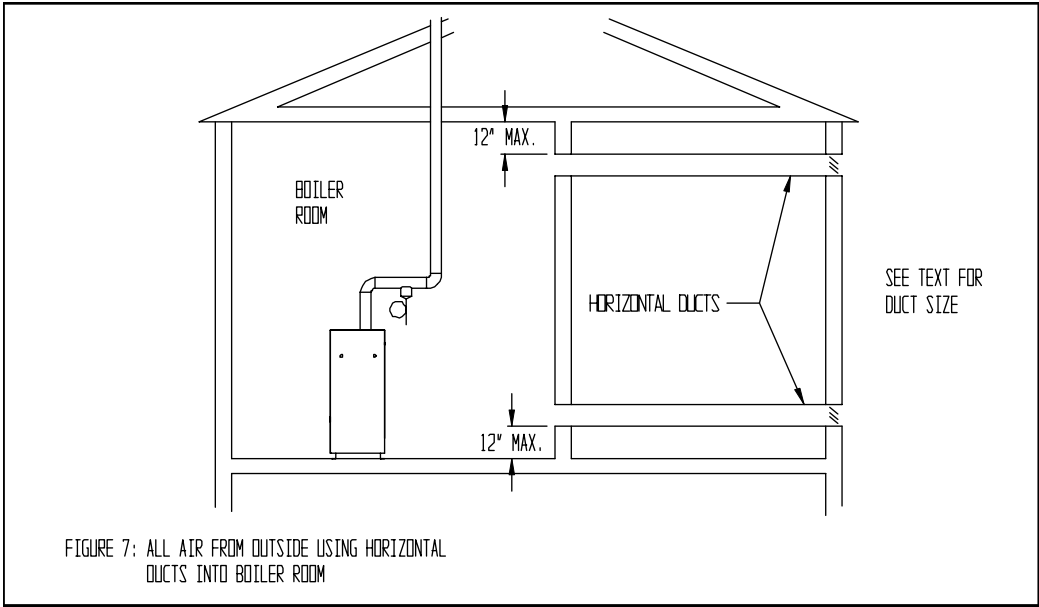 12" MAX.
BOILER
ROOM
HORIZONTAL DUCTS
SEE TEXT FOR
DUCT SIZE
12" MAX.
FIGURE 7: ALL AIR FROM OUTSIDE USING HORIZONTAL
DUCTS INTO BOILER ROOM